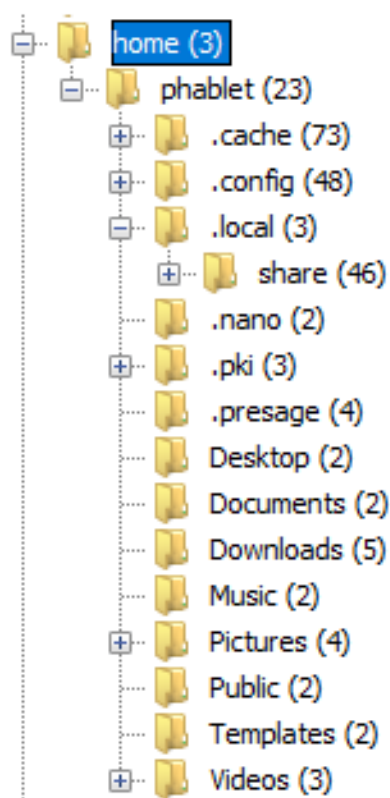 home (3)
phablet (23)
.cache (73)
.config (48)
.local (3)
share (46)
.nano (2)
.pki (3)
.presage (4)
Desktop (2)
Documents (2)
Downloads (5)
Music (2)
Pictures (4)
Public (2)
Templates (2)
Videos (3)